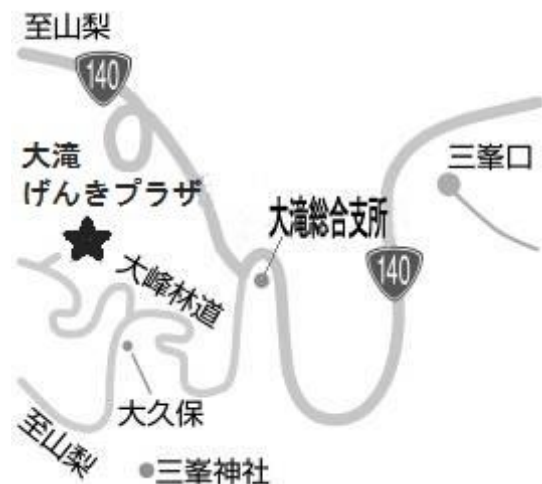 至山梨
140
大滝
げんきプラザ
三峯口
大滝総合支所
140
大峰林道
大久保
至山梨
三峯神社